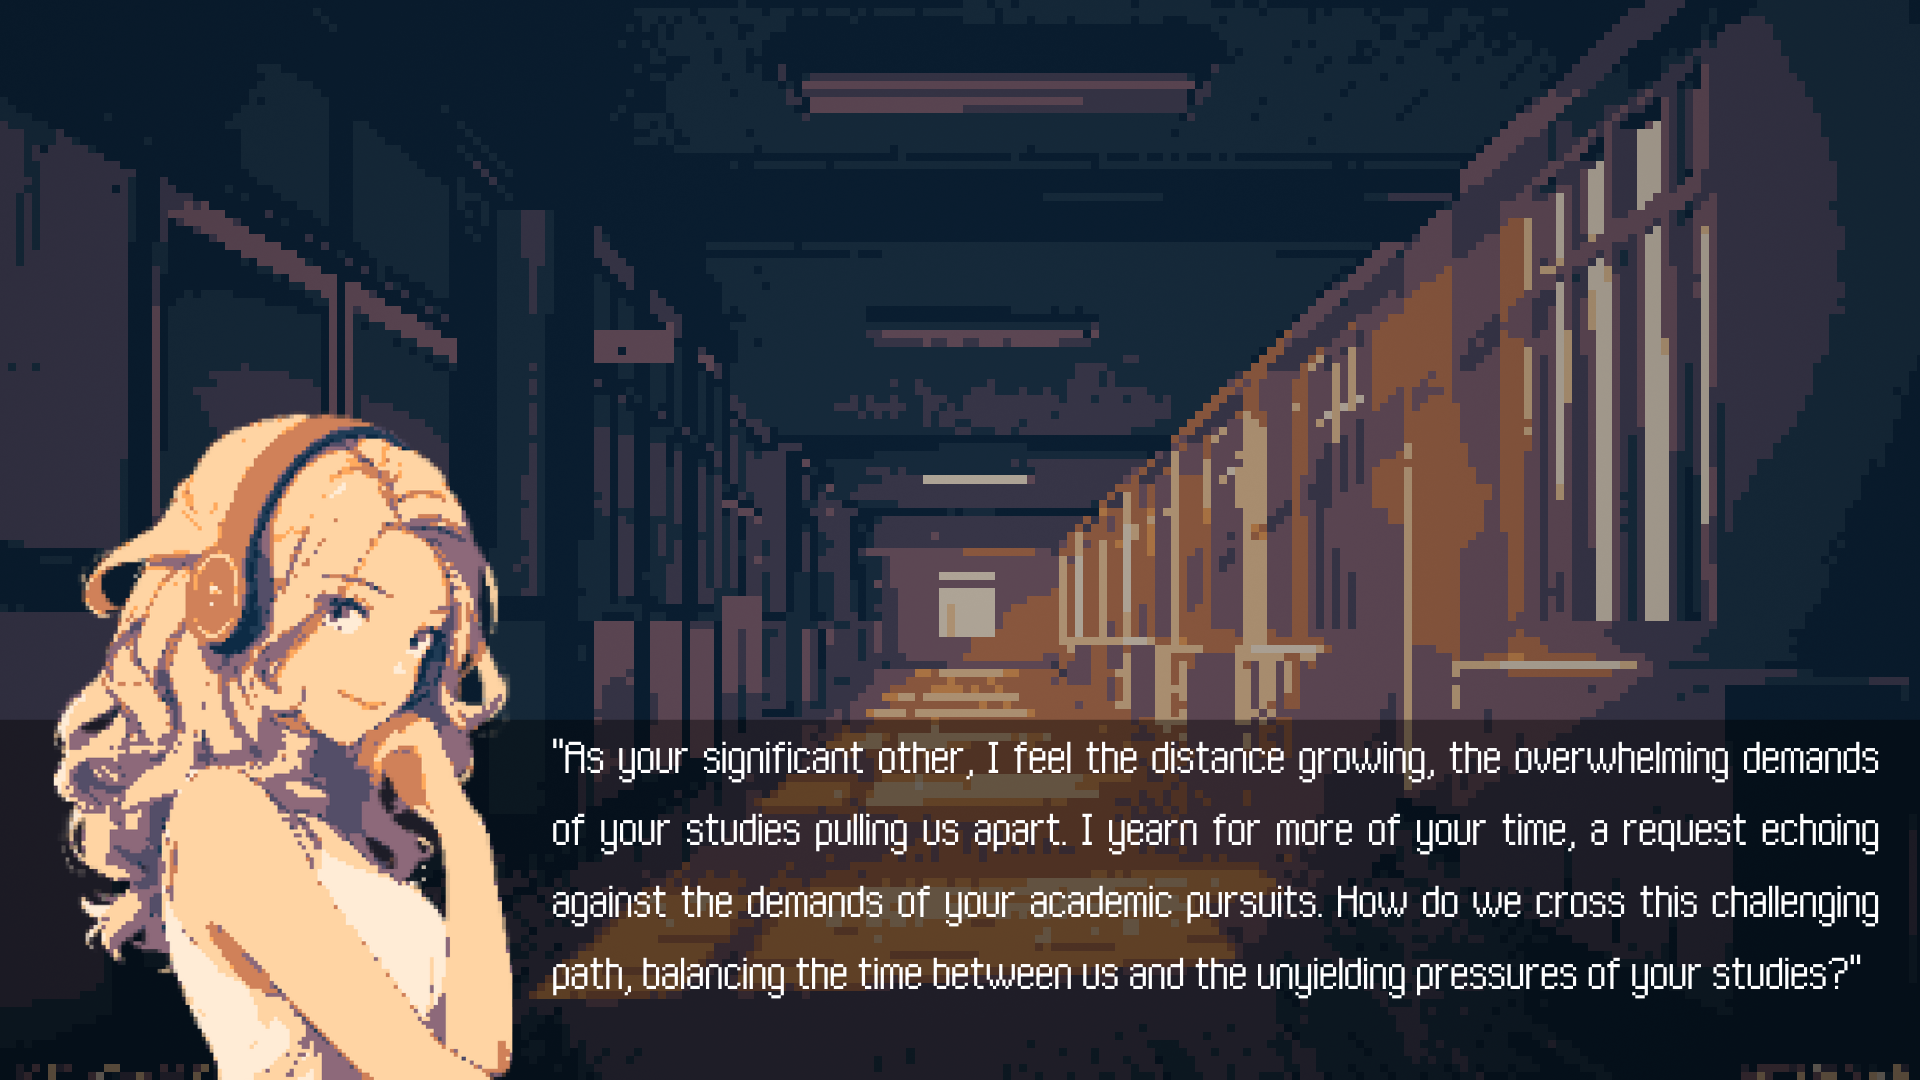 "As your significant other, I feel the distance growing, the overwhelming demands
of your studies pulling us apart. I yearn for more of your time, a request echoing
against the demands of your academic pursuits. How do we cross this challenging
path, balancing the time between us and the unyielding pressures of your studies?"